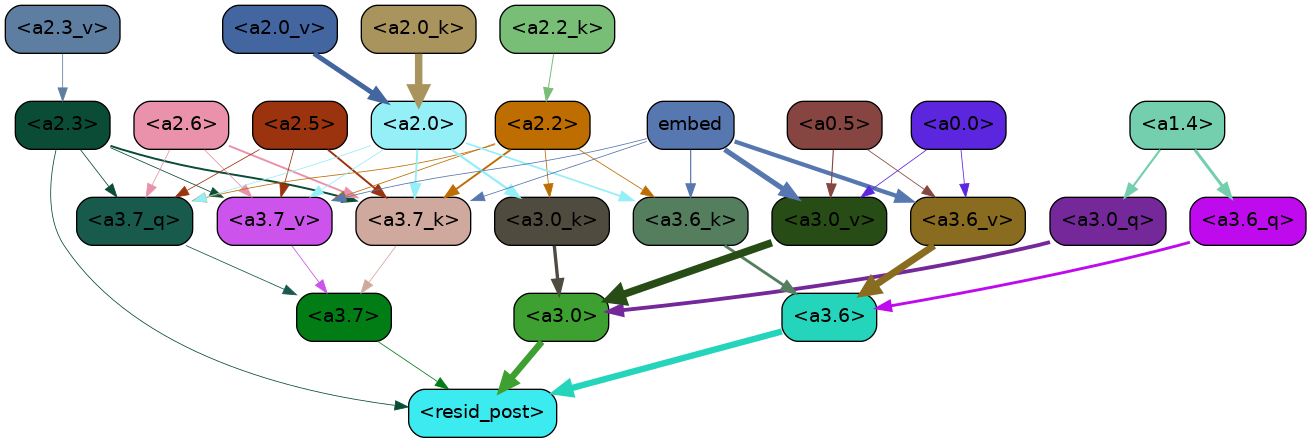 <a2.3_v> <a2.0_v> <a2.0_k> <a2.2_k>
<a2.3> <a2.6> <a2.5> <a2.0> <a2.2> embed <a0.5> <a0.0> <a1.4>
<a3.7_q> <a3.7_v> <a3.7_k> <a3.0_k> <a3.6_k> <a3.0_v> <a3.6_v> <a3.0_q> <a3.6_q>
<a3.7> <a3.0> <a3.6>
<resid_post>